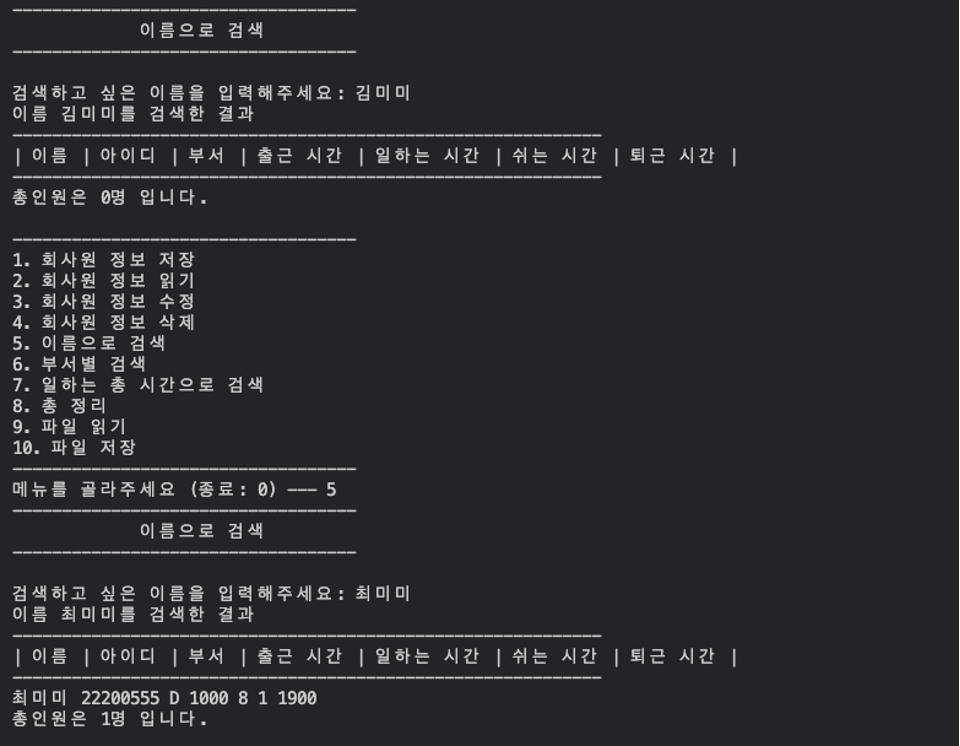 ----------------------------------
이름으로 검색
----------------------------------
검색하고 싶은 이름을 입력해주세요: 김미미
이름 김미미를 검색한 결과
-----------------------------------------------------------
| 이름 | 아이디 | 부서 | 출근 시간 | 일하는 시간 | 쉬는 시간 | 퇴근 시간 |
-----------------------------------------------------------
총인원은 0명 입니다.
----------------------------------
1. 회사원 정보 저장
2. 회사원 정보 읽기
3. 회사원 정보 수정
4. 회사원 정보 삭제
5. 이름으로 검색
6. 부서별 검색
7. 일하는 총 시간으로 검색
8. 총 정리
9. 파일 읽기
10. 파일 저장
----------------------------------
메뉴를 골라주세요 (종료: 0) --- 5
----------------------------------
이름으로 검색
----------------------------------
검색하고 싶은 이름을 입력해주세요: 최미미
이름 최미미를 검색한 결과
-----------------------------------------------------------
| 이름 | 아이디 | 부서 | 출근 시간 | 일하는 시간 | 쉬는 시간 | 퇴근 시간 |
-----------------------------------------------------------
최미미 22200555 D 1000 8 1 1900
총인원은 1명 입니다.